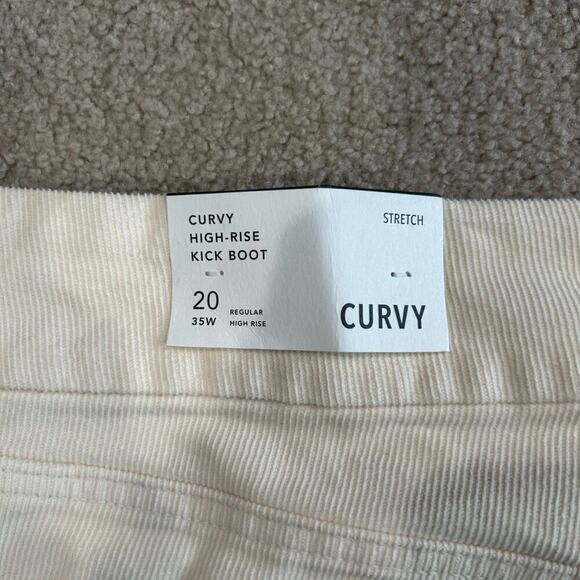 CURVY
HIGH-RISE
KICK BOOT
STRETCH
20
35W
REGULAR
HIGH RISE
CURVY